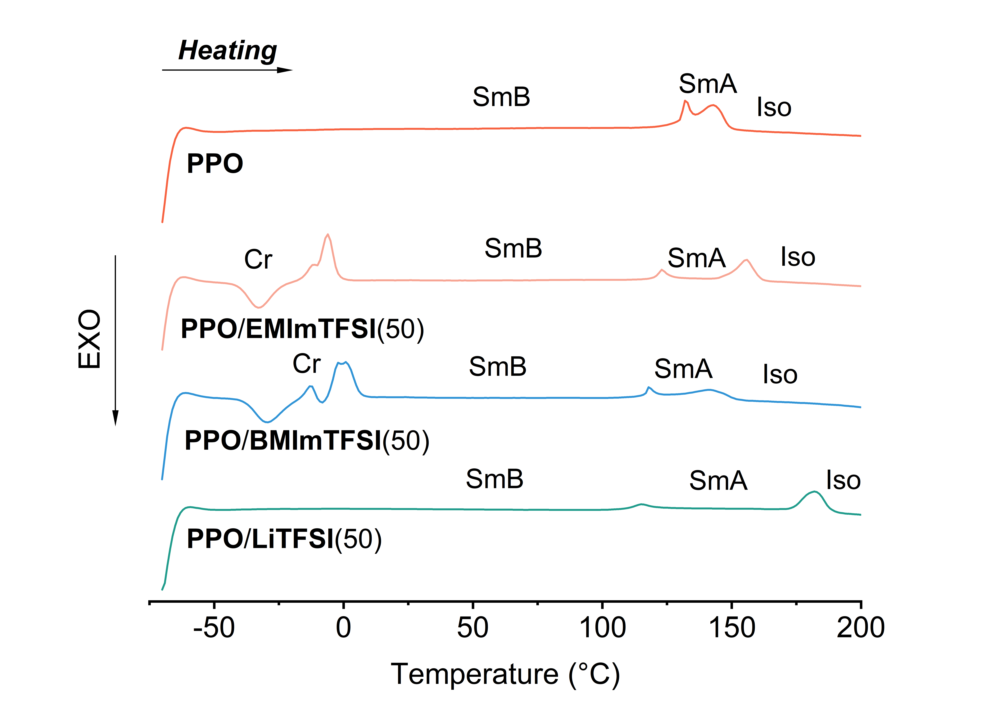 Heating
SmB
SmA
Iso
PPO
Cr
SmB
SmA
Iso
PPO/EMImTFSI(50)
EXO
Cr
SmB
SmA
Iso
PPO/BMImTFSI(50)
SmB
SmA
Iso
PPO/LiTFSI(50)
-50 0 50 100 150 200
Temperature (°C)